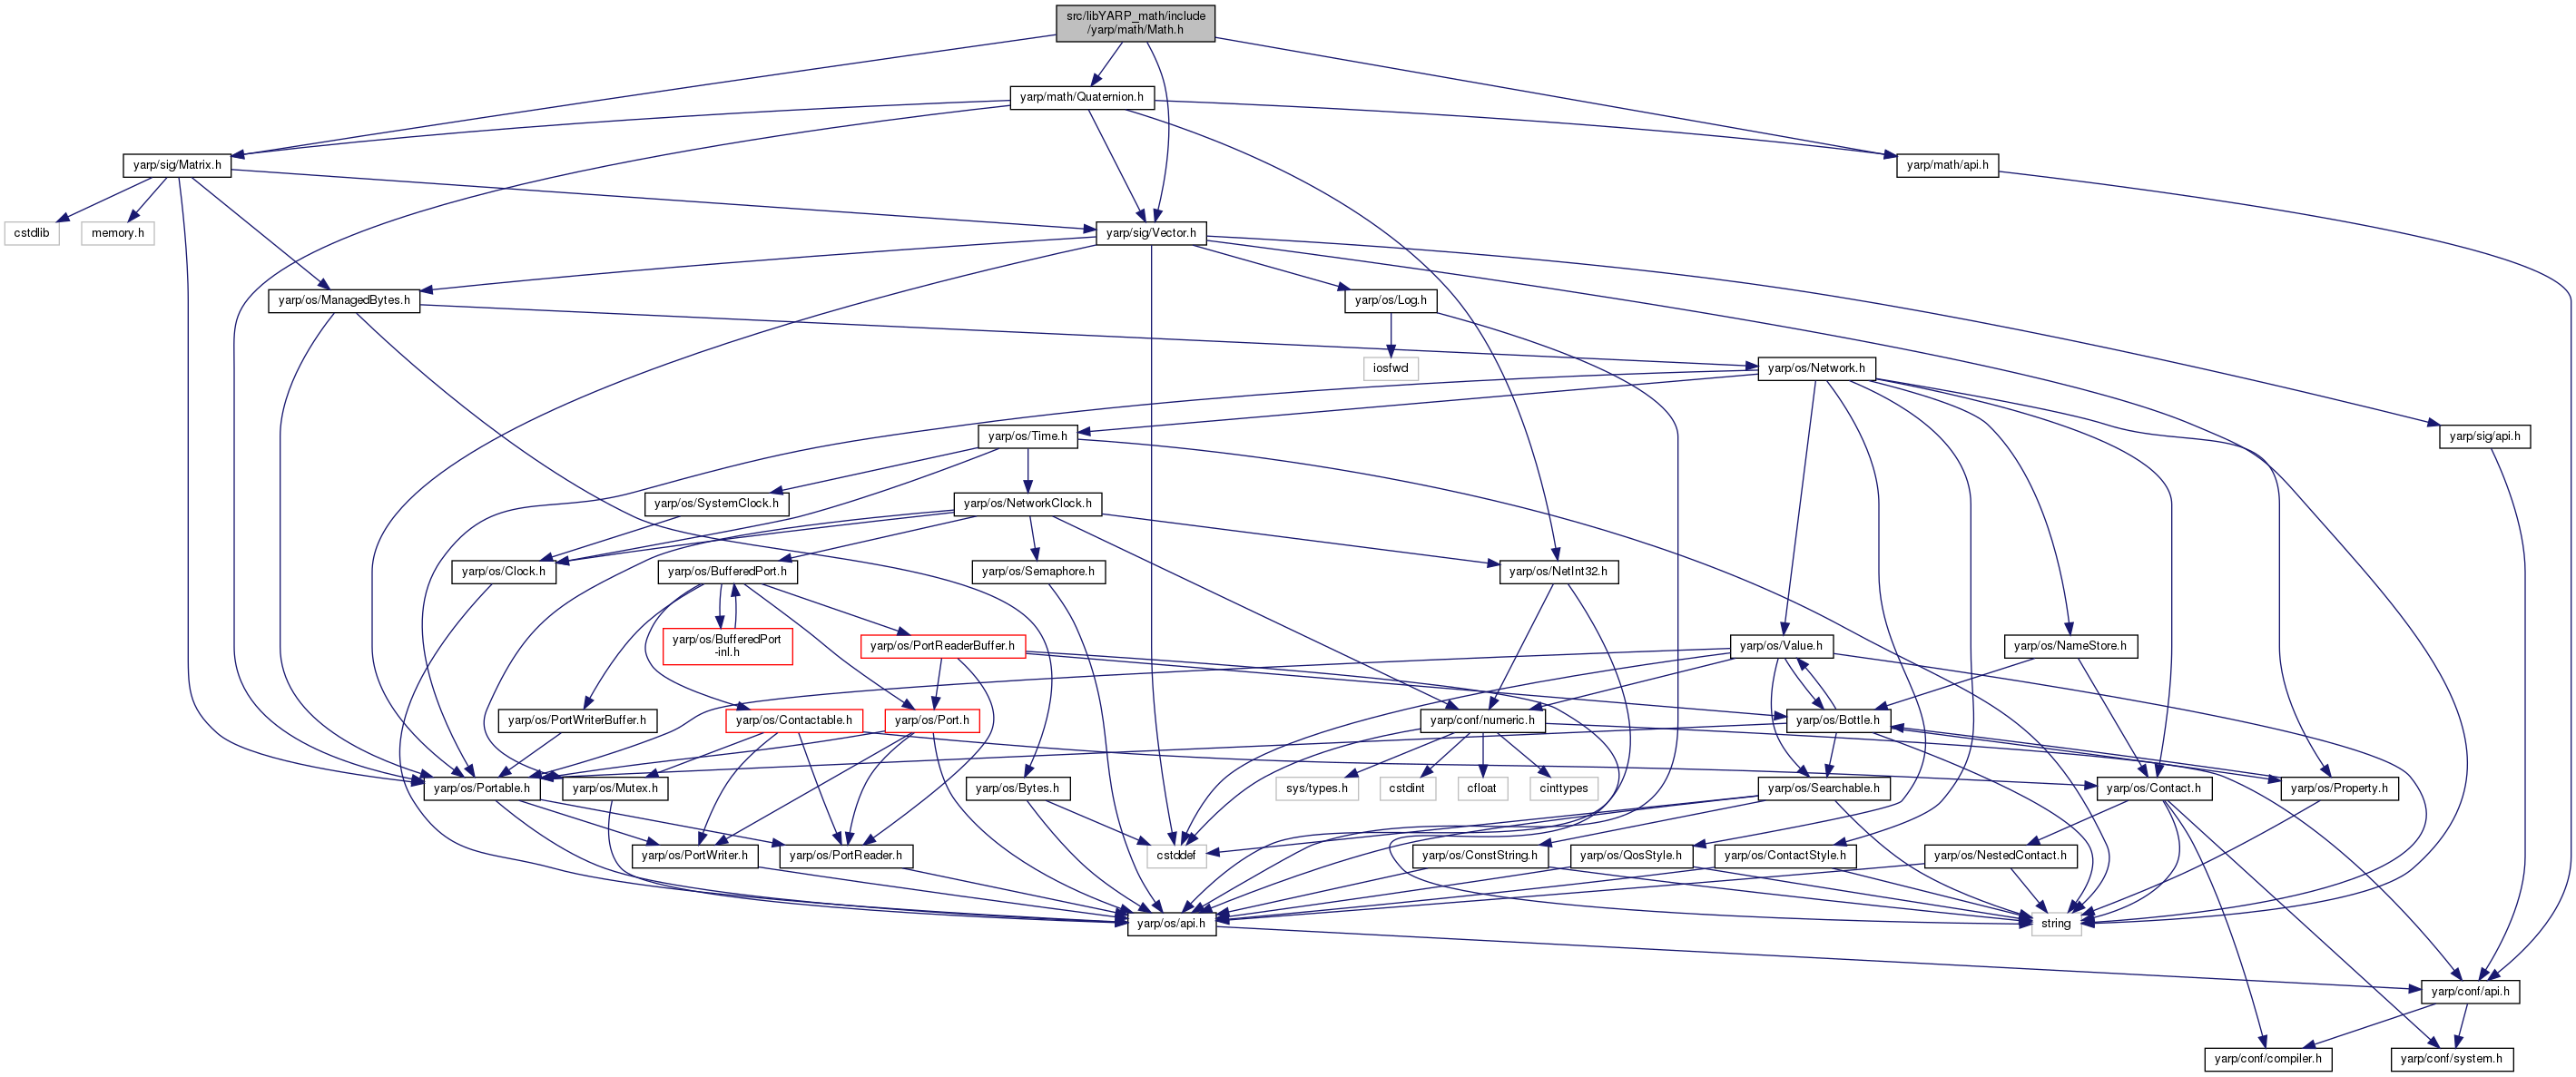 src/libYARP_math/include
/yarp/math/Math.h
yarp/math/Quaternion.h
yarp/sig/Matrix.h
yarp/math/api.h
cstdlib
memory.h
yarp/sig/Vector.h
yarp/os/ManagedBytes.h
yarp/os/Log.h
iosfwd
yarp/os/Network.h
yarp/os/Time.h
yarp/sig/api.h
yarp/os/SystemClock.h
yarp/os/NetworkClock.h
yarp/os/Clock.h
yarp/os/BufferedPort.h
yarp/os/Semaphore.h
yarp/os/NetInt32.h
yarp/os/BufferedPort
-inl.h
yarp/os/PortReaderBuffer.h
yarp/os/Value.h
yarp/os/NameStore.h
yarp/os/PortWriterBuffer.h
yarp/os/Contactable.h
yarp/os/Port.h
yarp/conf/numeric.h
yarp/os/Bottle.h
yarp/os/Portable.h
yarp/os/Mutex.h
yarp/os/Bytes.h
sys/types.h
cstdint
cfloat
cinttypes
yarp/os/Searchable.h
yarp/os/Contact.h
yarp/os/Property.h
yarp/os/PortWriter.h
yarp/os/PortReader.h
cstddef
yarp/os/ConstString.h
yarp/os/QosStyle.h
yarp/os/ContactStyle.h
yarp/os/NestedContact.h
yarp/os/api.h
string
yarp/conf/api.h
yarp/conf/compiler.h
yarp/conf/system.h